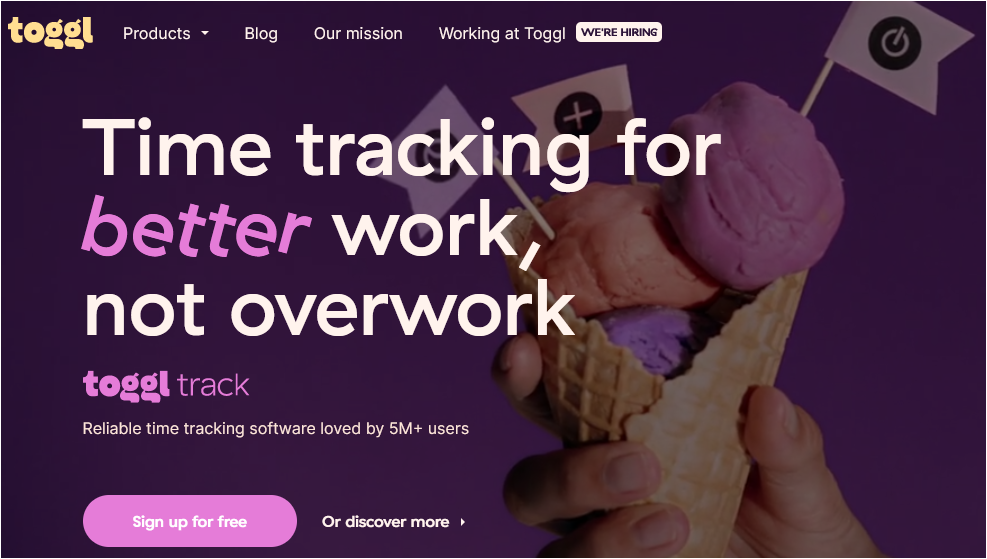 toggl
Products
Blog
Our mission
Working at Toggl
WE'RE HIRING
Time tracking for
better work,
not overwork
toggl track
Reliable time tracking software loved by 5M+ users
Sign up for free
Or discover more